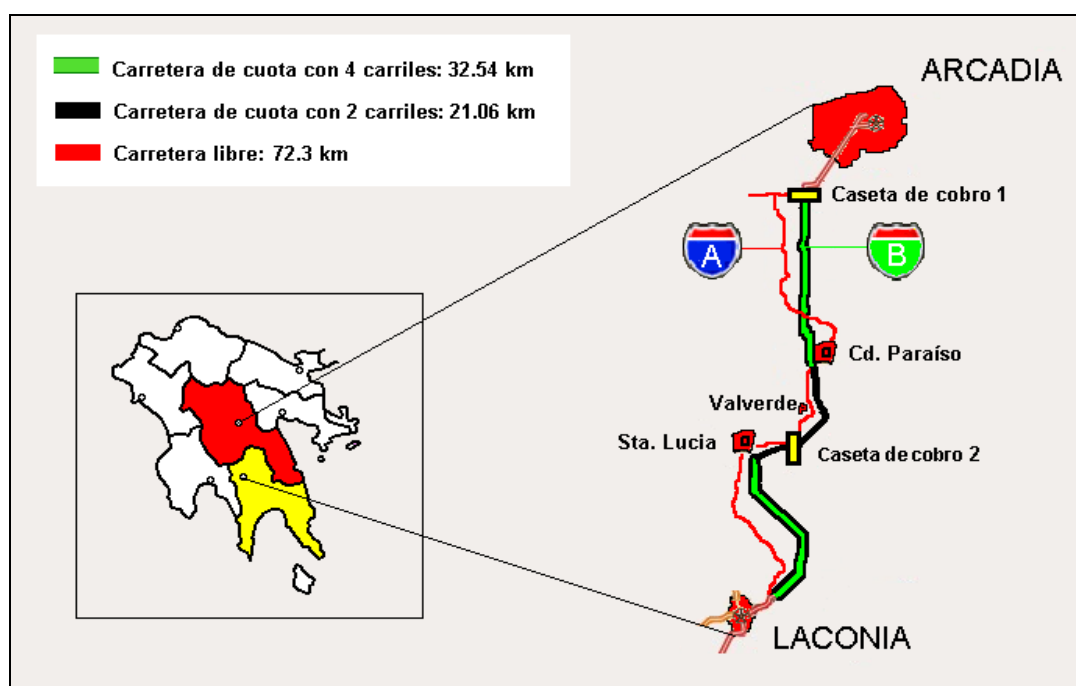 Carretera de cuota con 4 carriles: 32.54 km
Carretera de cuota con 2 carriles: 21.06 km
Carretera libre: 72.3 km
ARCADIA
Caseta de cobro 1
A
B
Cd. Paraíso
Valverde
Sta. Lucia
Caseta de cobro 2
LACONIA